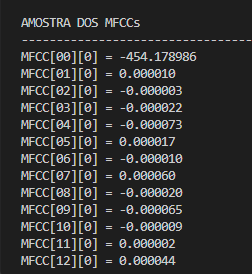 AMOSTRA DOS MFCCs
--------------------------------
MFCC[00][0] = -454.178986
MFCC[01][0] = 0.000010
MFCC[02][0] = -0.000003
MFCC[03][0] = -0.000022
MFCC[04][0] = -0.000073
MFCC[05][0] = 0.000017
MFCC[06][0] = -0.000010
MFCC[07][0] = 0.000060
MFCC[08][0] = -0.000020
MFCC[09][0] = -0.000065
MFCC[10][0] = -0.000009
MFCC[11][0] = 0.000002
MFCC[12][0] = 0.000044